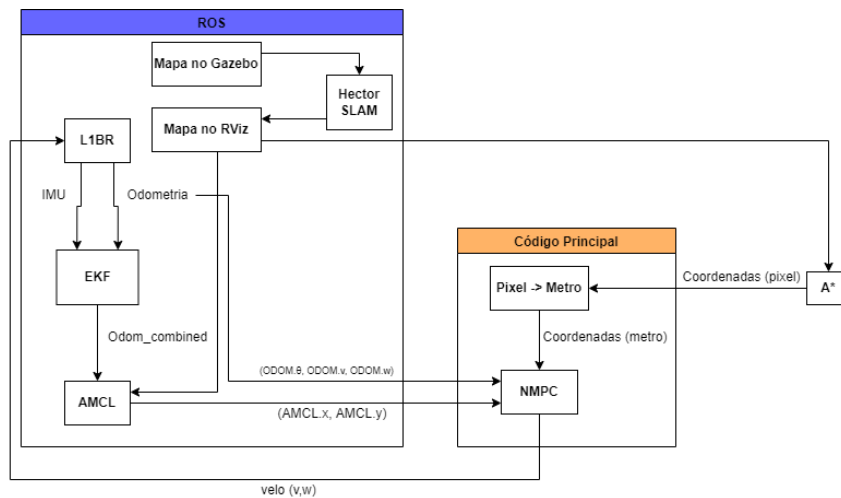 ROS
Mapa no Gazebo
Hector
SLAM
Mapa no RViz
L1BR
IMU
Odometria
EKF
Odom_combined
AMCL
(ODOM.θ, ODOM.v, ODOM.w)
(AMCL.x, AMCL.y)
velo (v,w)
Código Principal
Pixel -> Metro
Coordenadas (pixel)
A*
Coordenadas (metro)
NMPC